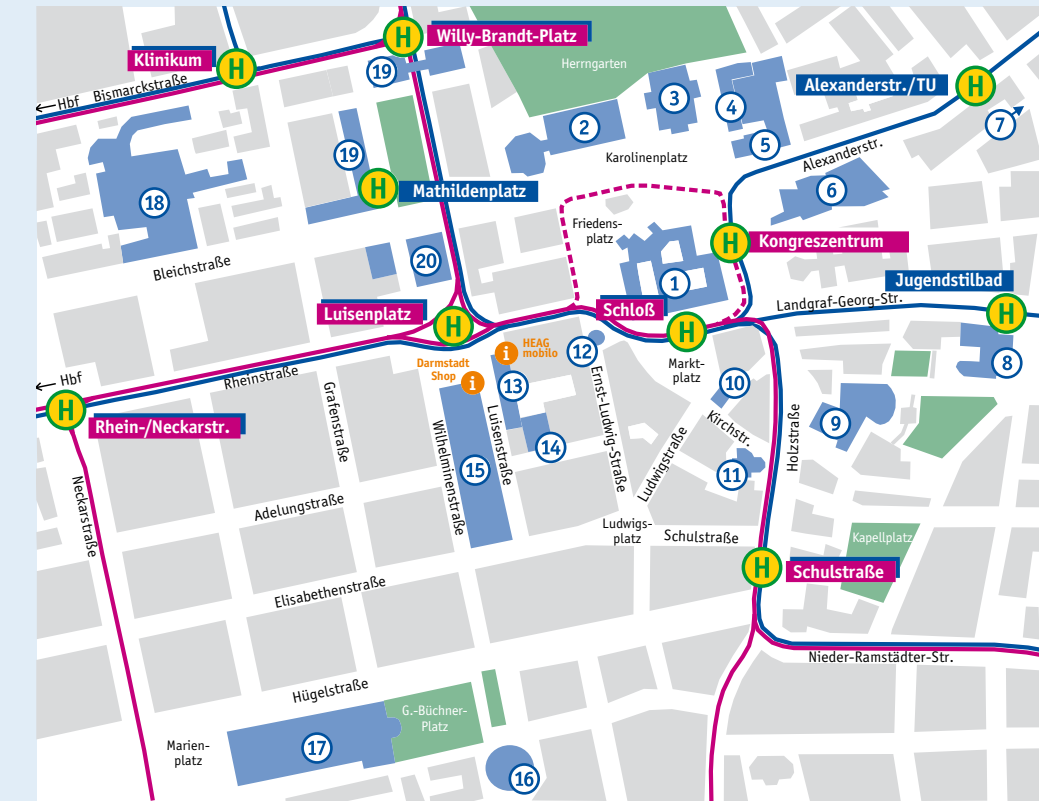 Klinikum
H
Willy-Brandt-Platz
H
Hbf
Bismarckstraße
19
Herrngarten
3
4
Alexanderstr./TU
H
7
2
5
Karolinenplatz
Alexanderstr.
19
H
Mathildenplatz
18
6
Bleichstraße
20
Friedens-
platz
H
Kongreszentrum
1
Jugendstilbad
Landgraf-Georg-Str.
H
Luisenplatz
H
Schloß
H
HEAG
mobilo
i
12
8
Darmstadt
Shop
i
13
Markt-
platz
10
Hbf
Rheinstraße
H
Rhein-/Neckarstr.
Grafenstraße
Wilhelminenstraße
Luisenstraße
14
15
Ernst-Ludwig-Straße
Ludwigstraße
Kirchstr.
11
Holzstraße
9
Neckarstraße
Adelungstraße
Ludwigs-
platz
Schulstraße
Kapellplatz
H
Schulstraße
Elisabethenstraße
Nieder-Ramstädter-Str.
Hügelstraße
G.-Büchner-
Platz
Marien-
platz
17
16